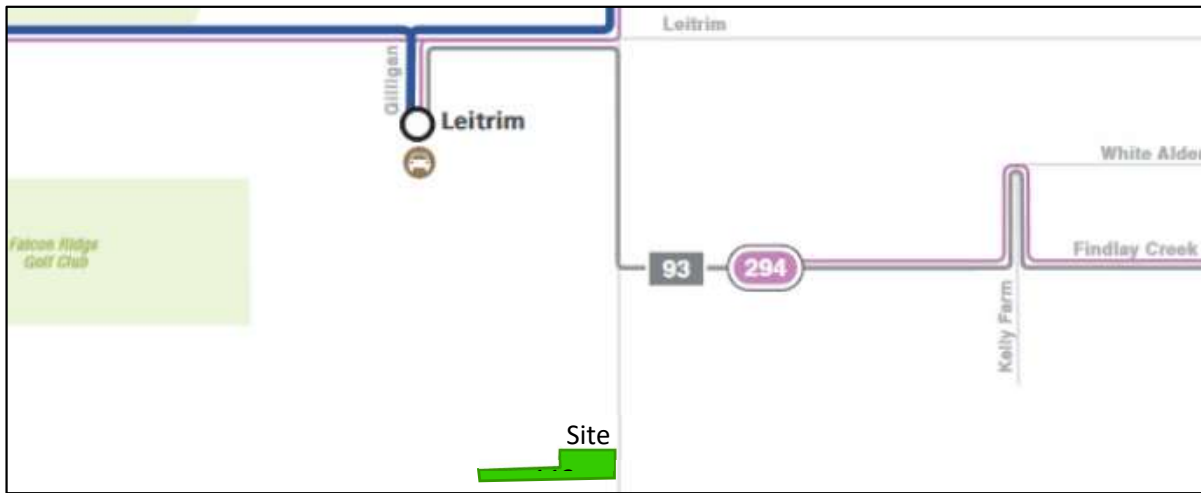 Leitrim
Gilligan
Leitrim
White Alder
Falcon Ridge
Golf Club
Findlay Creek
93
294
Kelly Farm
Site